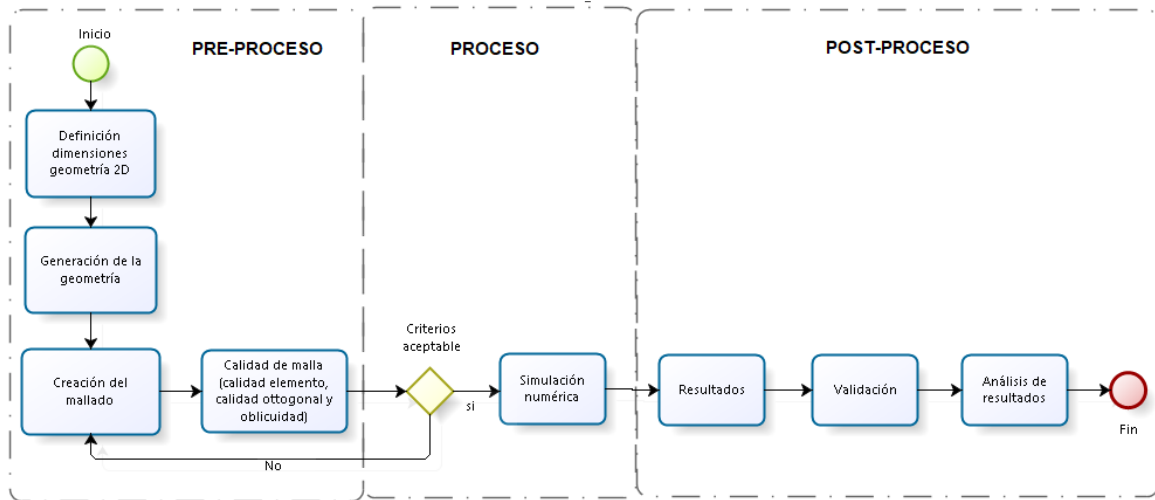 PRE-PROCESO
PROCESO
POST-PROCESO
Inicio
Definición
dimensiones
geometría 2D
Generación de la
geometría
Creación del
mallado
Calidad de malla
(calidad elemento,
calidad ottogonal y
oblicuidad)
Criterios
aceptable
si
No
Simulación
numérica
Resultados
Validación
Análisis de
resultados
Fin